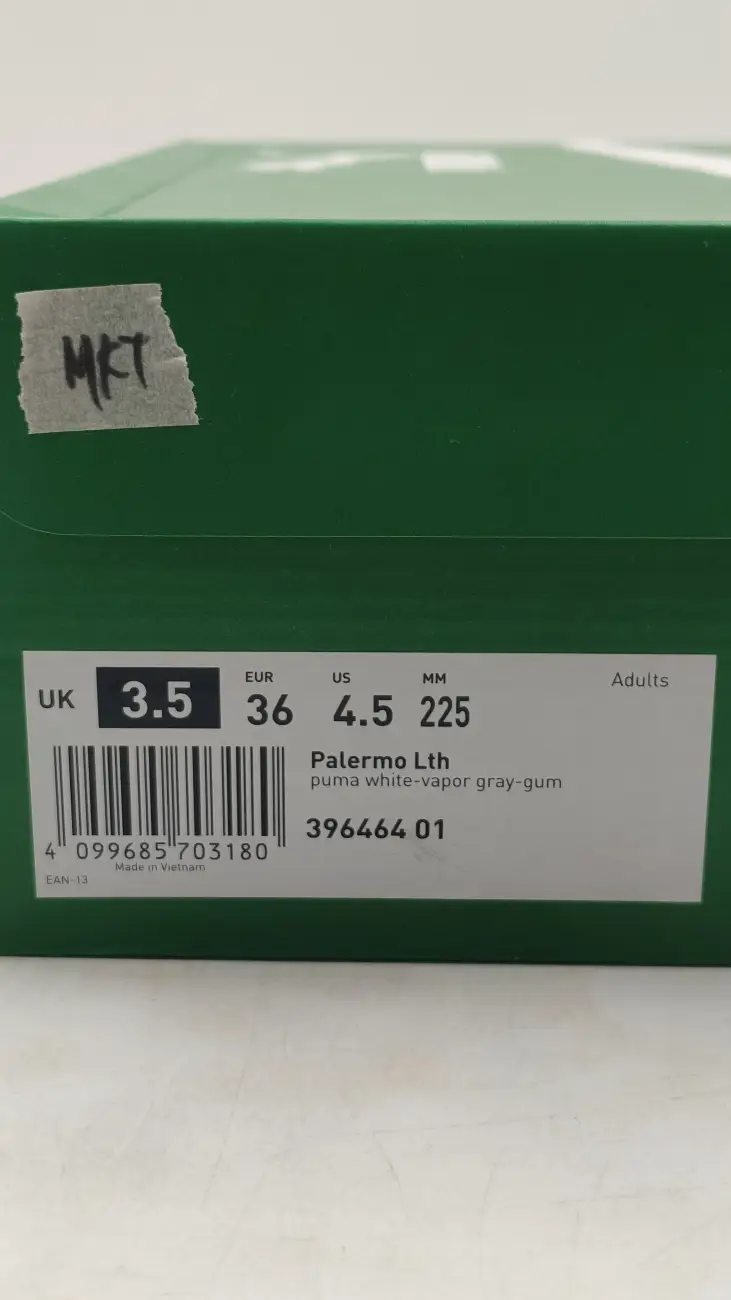 MKT
EUR US MM Adults
UK 3.5 36 4.5 225
Palermo Lth
puma white-vapor gray-gum
396464 01
4 099685 703180
Made in Vietnam
EAN-13